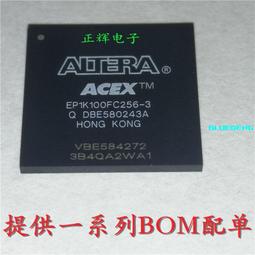 正辉电子
ALTERA
ACEX™
EP1K100FC256-3
Q DBE580243A
HONG KONG
VBE584272
3B4QA2WA1
BLUEDENG
提供一系列BOM配单